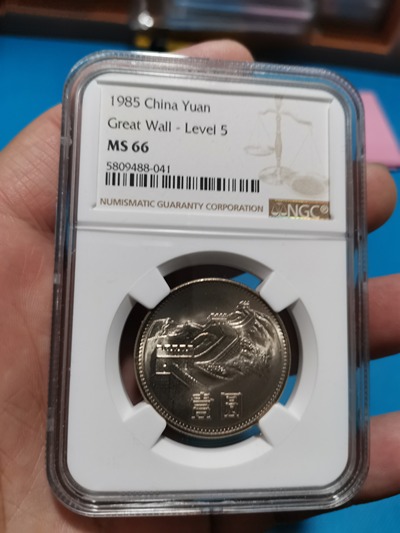 1985 China Yuan
Great Wall - Level 5
MS 66
5809488-041
NUMISMATIC GUARANTY CORPORATION
NGC®
壹 圆